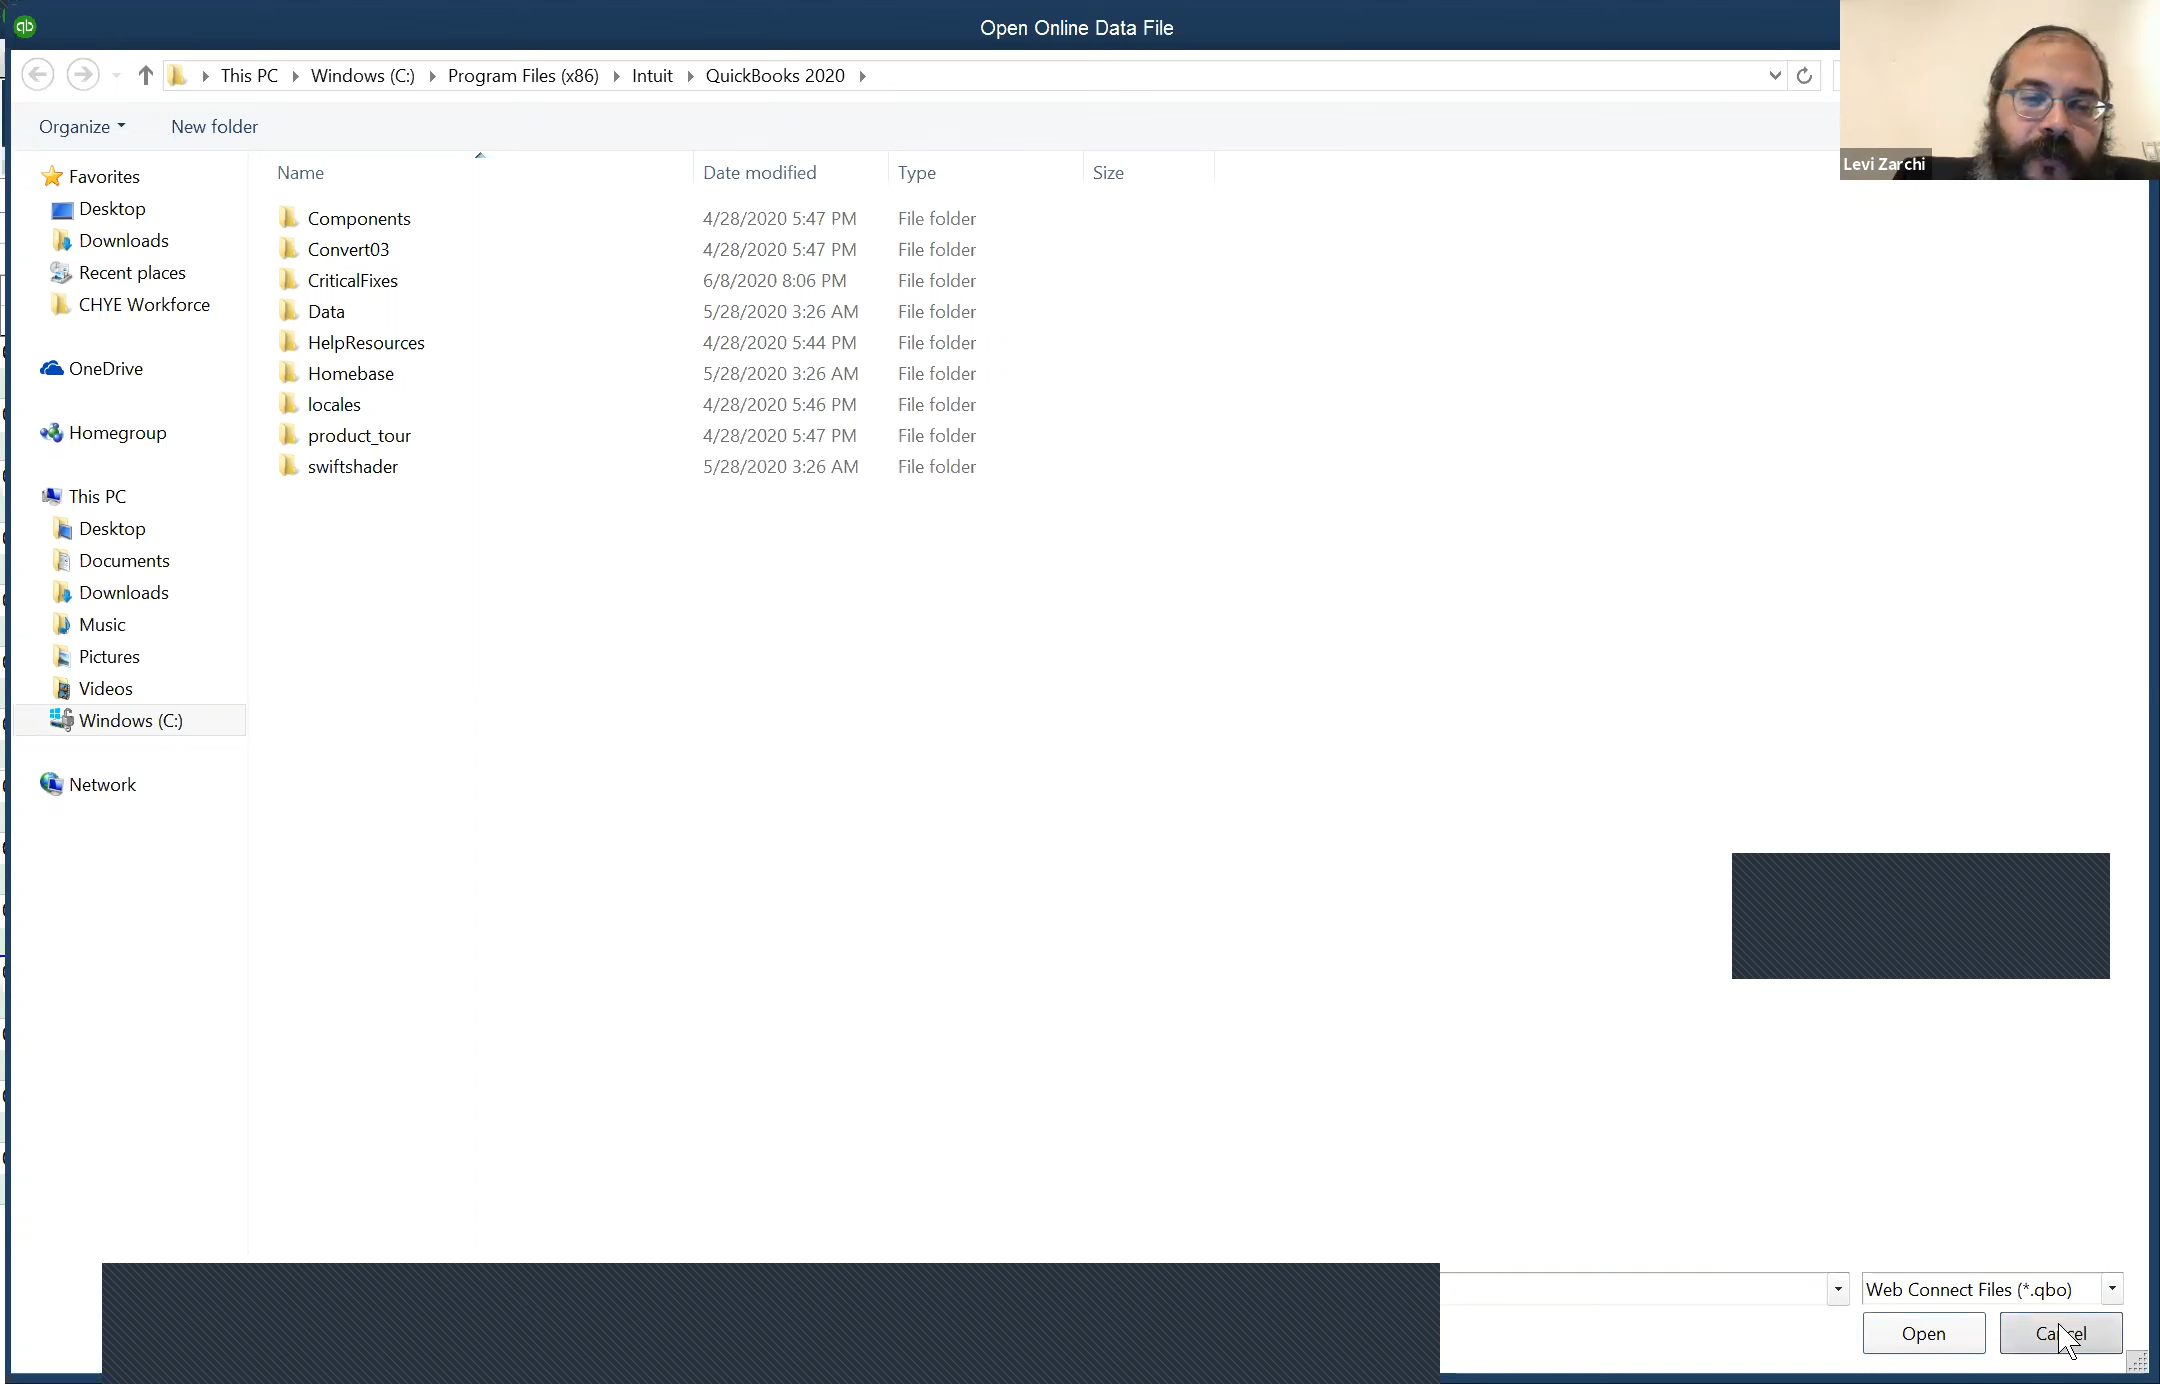 qb
Open Online Data File
This PC
Windows (C:)
Program Files (x86)
Intuit
QuickBooks 2020
Organize
New folder
Levi Zarchi
Favorites
Desktop
Downloads
Recent places
CHYE Workforce
OneDrive
Homegroup
This PC
Desktop
Documents
Downloads
Music
Pictures
Videos
Windows (C:)
Network
Name Date modified Type Size
Components 4/28/2020 5:47 PM File folder
Convert03 4/28/2020 5:47 PM File folder
CriticalFixes 6/8/2020 8:06 PM File folder
Data 5/28/2020 3:26 AM File folder
HelpResources 4/28/2020 5:44 PM File folder
Homebase 5/28/2020 3:26 AM File folder
locales 4/28/2020 5:46 PM File folder
product_tour 4/28/2020 5:47 PM File folder
swiftshader 5/28/2020 3:26 AM File folder
Web Connect Files (*.qbo)
Open
Cancel